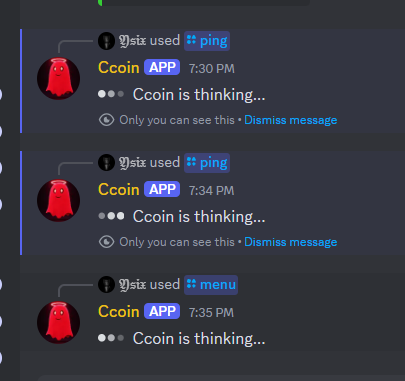 𝖄𝖘𝖎𝖝 used ping
Ccoin APP 7:30 PM
Ccoin is thinking...
Only you can see this • Dismiss message
𝖄𝖘𝖎𝖝 used ping
Ccoin APP 7:34 PM
Ccoin is thinking...
Only you can see this • Dismiss message
𝖄𝖘𝖎𝖝 used menu
Ccoin APP 7:35 PM
Ccoin is thinking...